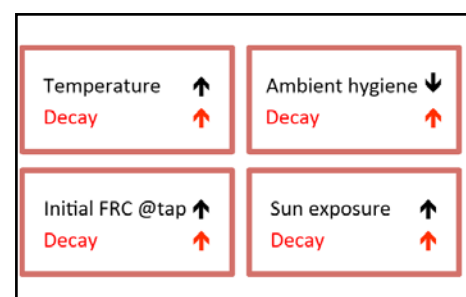 Temperature ↑
Decay ↑
Ambient hygiene ↓
Decay ↑
Initial FRC @tap ↑
Decay ↑
Sun exposure ↑
Decay ↑